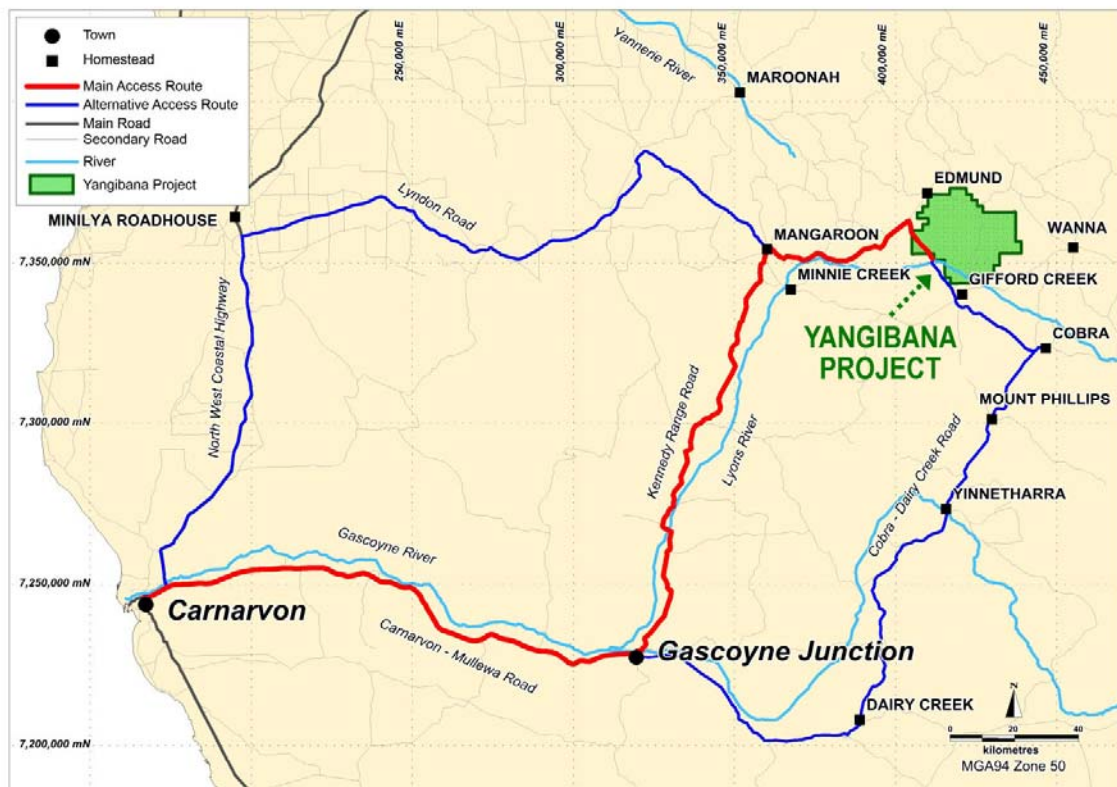 Town
Homestead
Main Access Route
Alternative Access Route
Main Road
Secondary Road
River
Yangibana Project
250,000 mE
300,000 mE
350,000 mE
400,000 mE
450,000 mE
Yannerie River
MAROONAH
EDMUND
MINILYA ROADHOUSE
Lyndon Road
WANNA
MANGAROON
7,350,000 mN
MINNIE CREEK
GIFFORD CREEK
YANGIBANA
PROJECT
COBRA
North West Coastal Highway
Kennedy Range Road
Lyons River
MOUNT PHILLIPS
7,300,000 mN
Cobra - Dairy Creek Road
YINNETHARRA
Gascoyne River
7,250,000 mN
Carnarvon
Carnarvon - Mullewa Road
Gascoyne Junction
DAIRY CREEK
7,200,000 mN
N
0 20 40
kilometres
MGA94 Zone 50